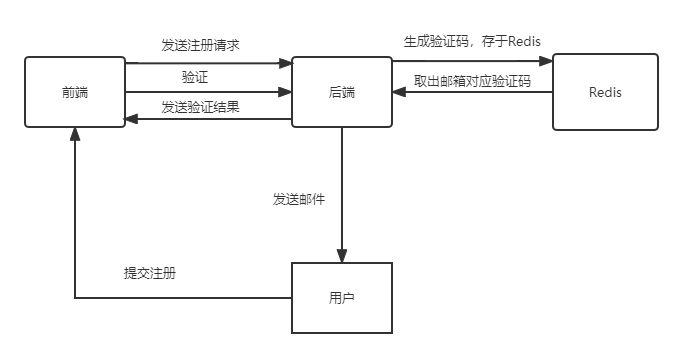 发送注册请求
生成验证码，存于Redis
前端
验证
后端
取出邮箱对应验证码
Redis
发送验证结果
发送邮件
提交注册
用户